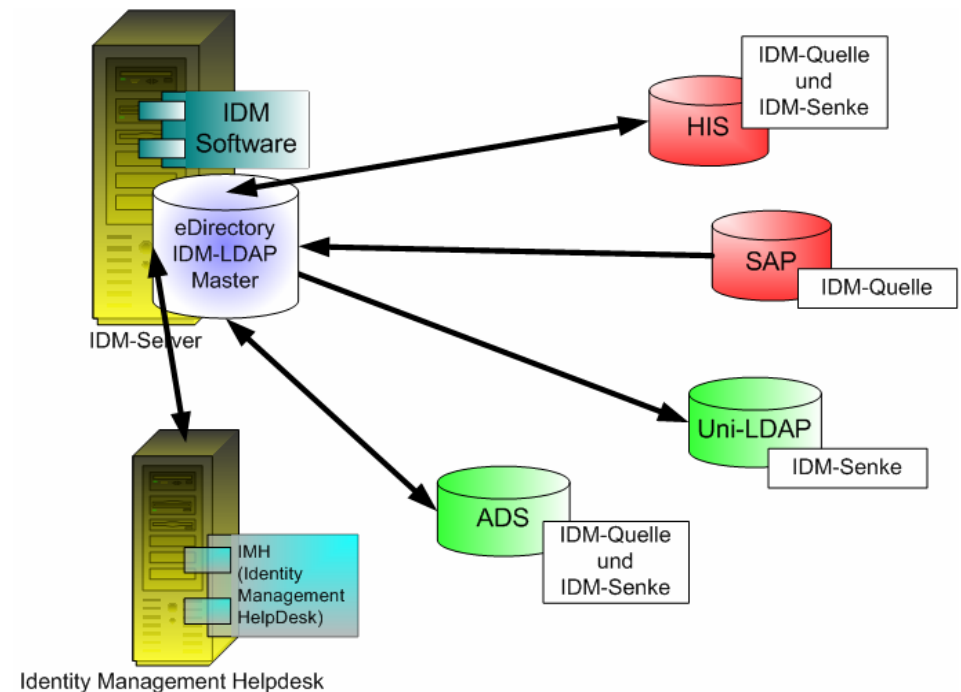 IDM
Software
eDirectory
IDM-LDAP
Master
IDM-Server
HIS
IDM-Quelle
und
IDM-Senke
SAP
IDM-Quelle
Uni-LDAP
IDM-Senke
ADS
IDM-Quelle
und
IDM-Senke
IMH
(Identity
Management
HelpDesk)
Identity Management Helpdesk